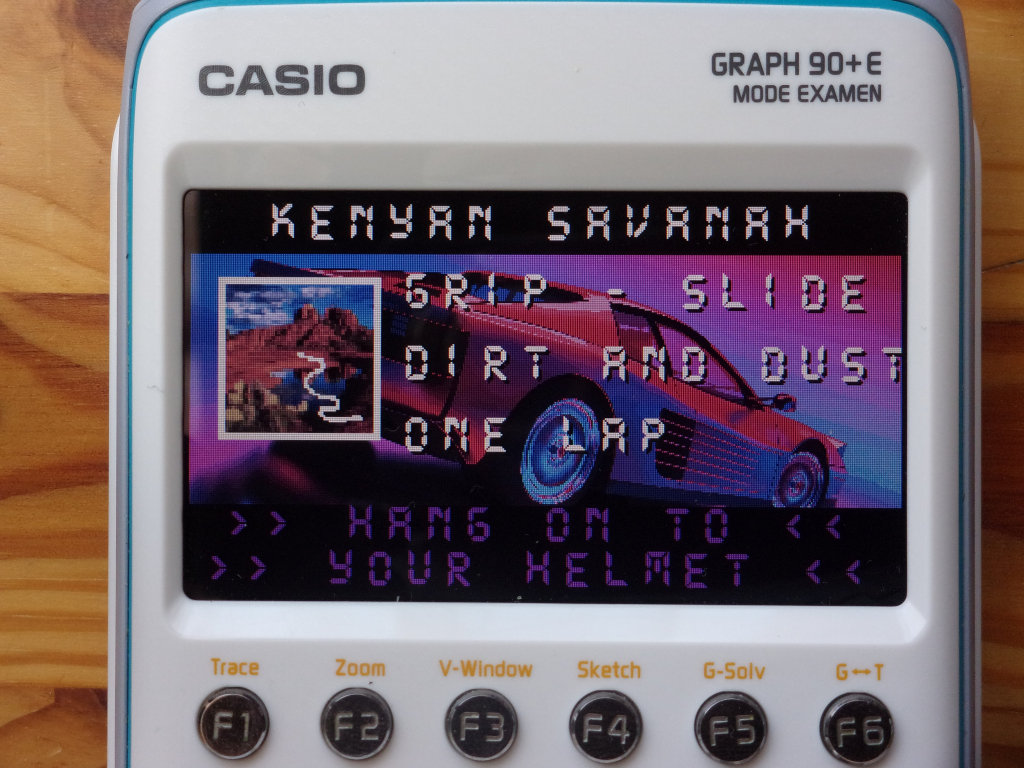 CASIO
GRAPH 90+E
MODE EXAMEN
KENYAN SAVANAH
GRIP - SLIDE
DIRT AND DUST
ONE LAP
>> HANG ON TO <<
>> YOUR HELMET <<
Trace Zoom V-Window Sketch G-Solv G↔T
F1 F2 F3 F4 F5 F6